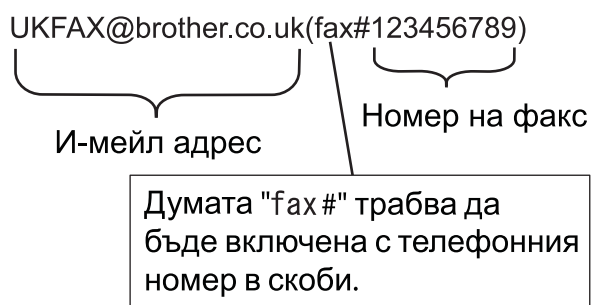 UKFAX@brother.co.uk(fax#123456789)
Номер на факс
И-мейл адрес
Думата "fax#" трабва да
бъде включена с телефонния
номер в скоби.